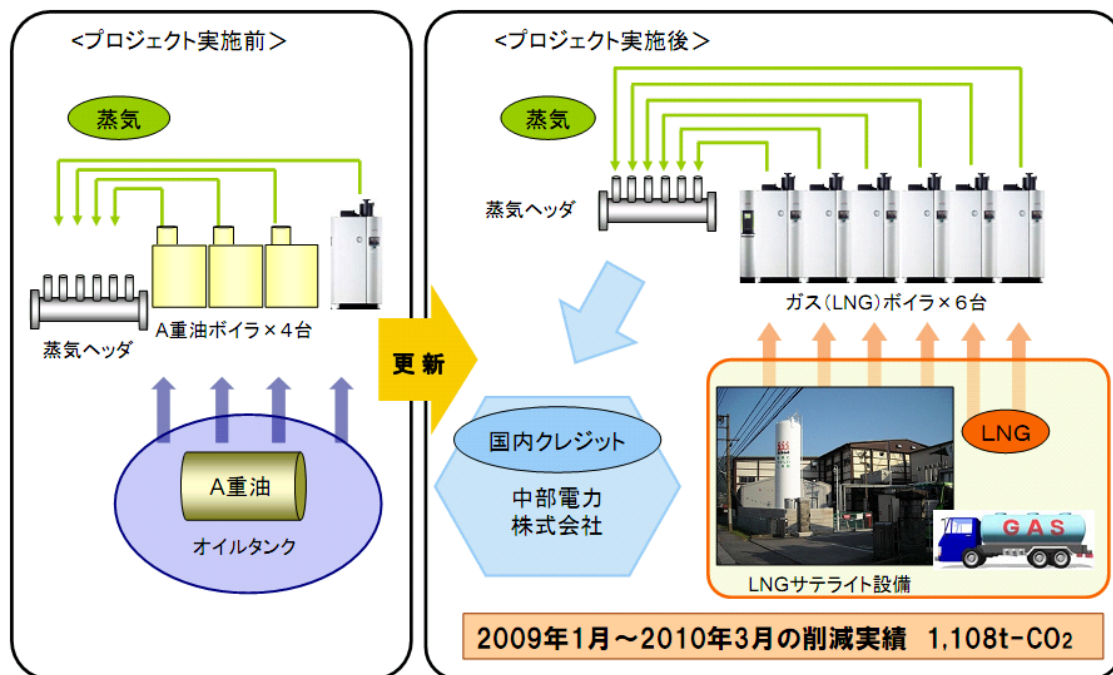 <プロジェクト実施前>
蒸気
A重油ボイラ×4台
蒸気ヘッダ
A重油
オイルタンク
更新
<プロジェクト実施後>
蒸気
蒸気ヘッダ
ガス(LNG)ボイラ×6台
国内クレジット
中部電力
株式会社
LNG
GAS
LNGサテライト設備
2009年1月~2010年3月の削減実績 1,108t-CO₂